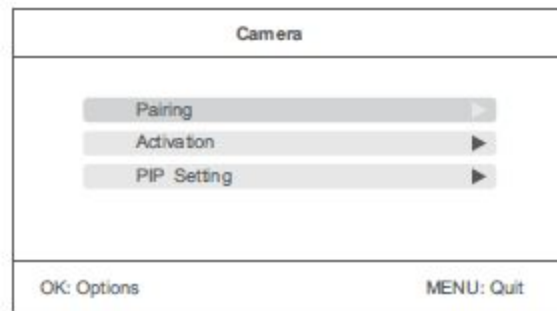 Camera
Pairing
Activation
PIP Setting
OK: Options MENU: Quit